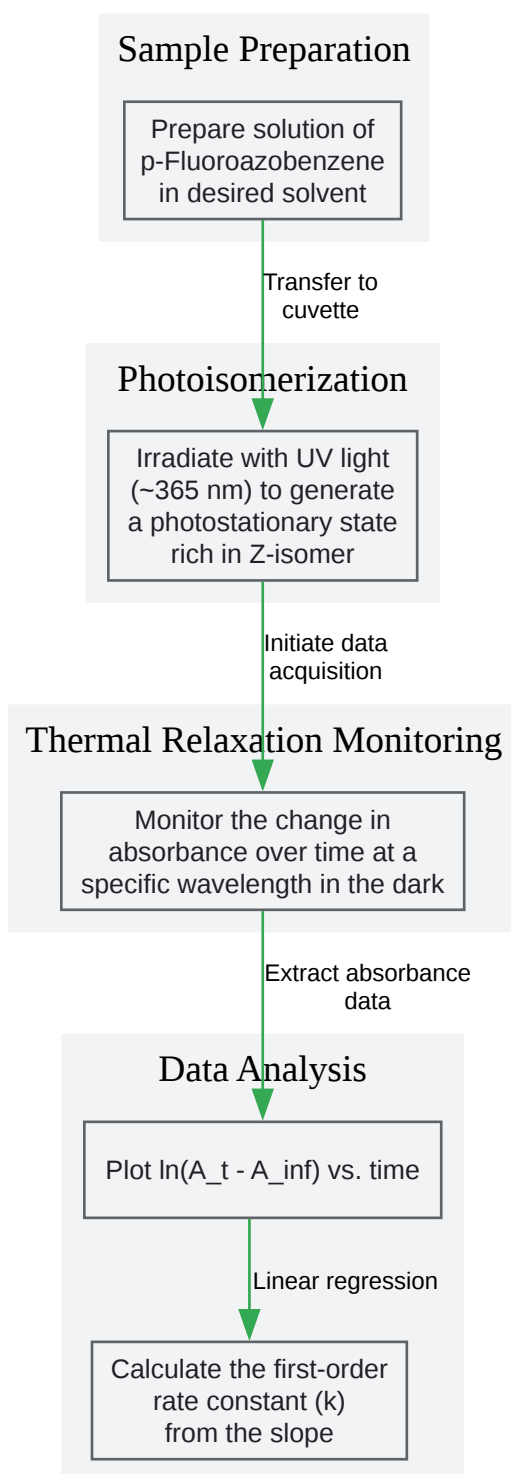 Sample Preparation
Prepare solution of
p-Fluoroazobenzene
in desired solvent
Transfer to
cuvette
Photoisomerization
Irradiate with UV light
(~365 nm) to generate
a photostationary state
rich in Z-isomer
Initiate data
acquisition
Thermal Relaxation Monitoring
Monitor the change in
absorbance over time at a
specific wavelength in the dark
Extract absorbance
data
Data Analysis
Plot ln(A_t - A_inf) vs. time
Linear regression
Calculate the first-order
rate constant (k)
from the slope